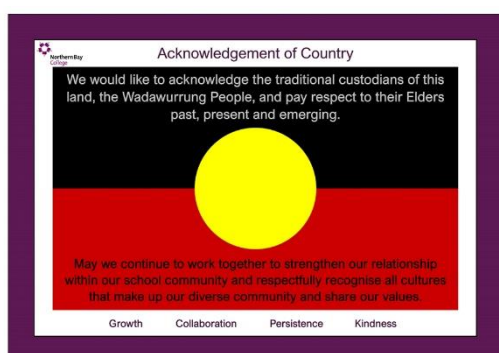 Northern Bay
College
Acknowledgement of Country
We would like to acknowledge the traditional custodians of this
land, the Wadawurrung People, and pay respect to their Elders
past, present and emerging.
May we continue to work together to strengthen our relationship
within our school community and respectfully recognise all cultures
that make up our diverse community and share our values.
Growth Collaboration Persistence Kindness